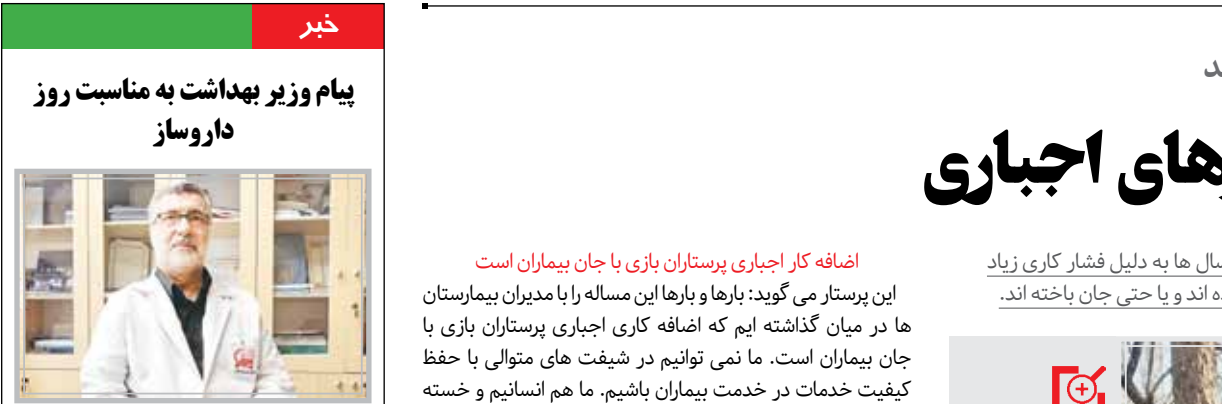 اجباری
سال ها به دلیل فشار کاری زیاد
اند و یا حتی جان باخته اند.
اضافه کار اجباری پرستاران بازی با جان بیماران است
این پرستار می گوید: بارها و بارها این مساله را با مدیران بیمارستان
ها در میان گذاشته ایم که اضافه کاری اجباری پرستاران بازی با
جان بیماران است. ما نمی توانیم در شیفت های متوالی با حفظ
کیفیت خدمات در خدمت بیماران باشیم. ما هم انسانیم و خسته
خبر
پیام وزیر بهداشت به مناسبت روز
داروساز